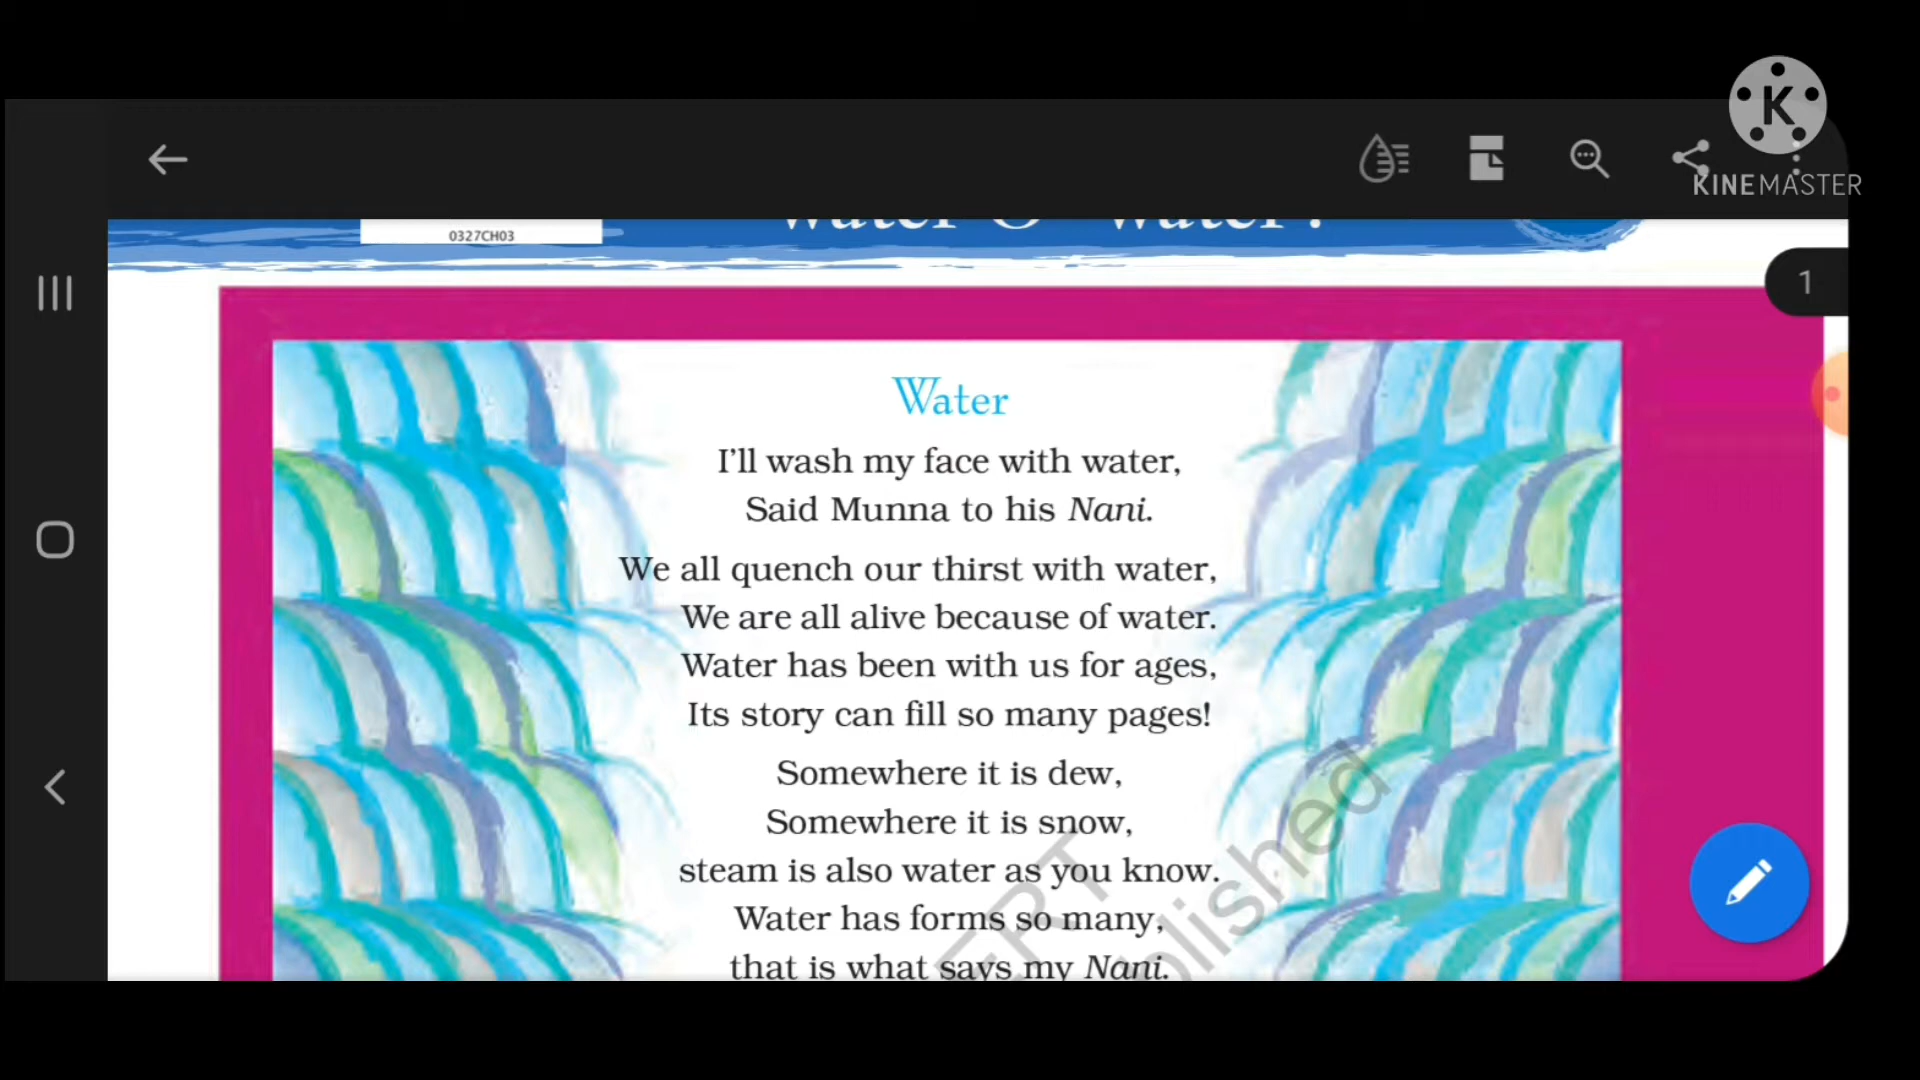 KINEMASTER
0327CH03
water O' water!
1
Water
I'll wash my face with water,
Said Munna to his Nani.
We all quench our thirst with water,
We are all alive because of water.
Water has been with us for ages,
Its story can fill so many pages!
Somewhere it is dew,
Somewhere it is snow,
steam is also water as you know.
Water has forms so many,
that is what says my Nani.